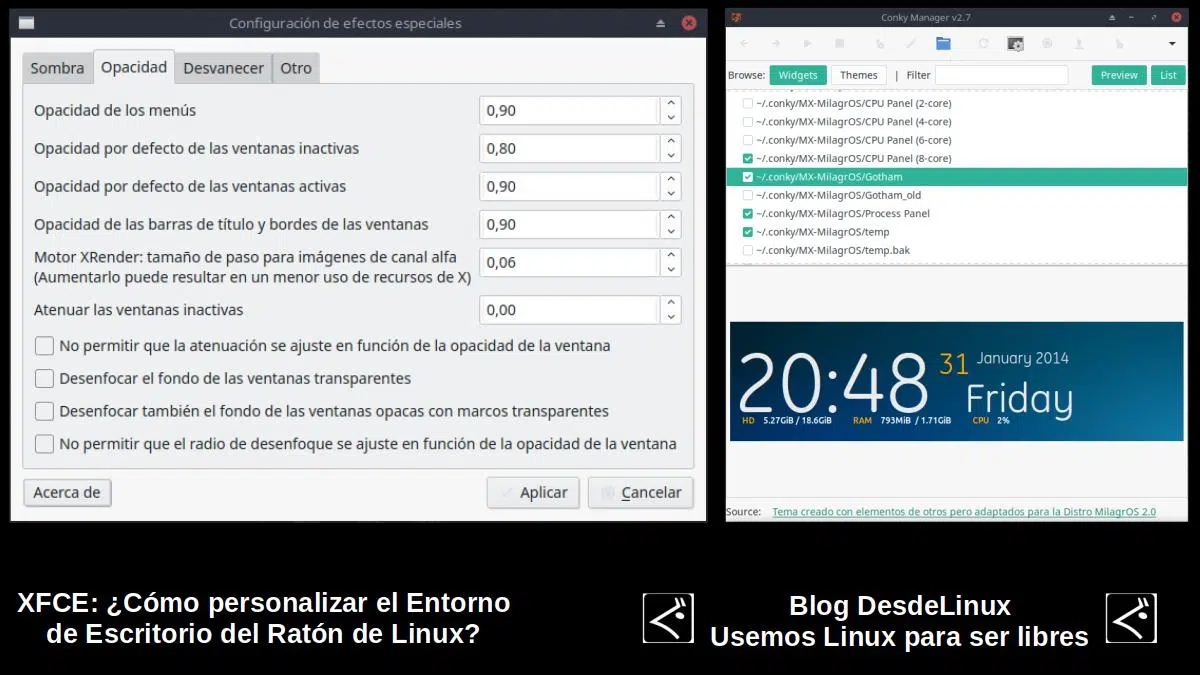 Configuración de efectos especiales
Sombra
Opacidad
Desvanecer
Otro
Opacidad de los menús
0,90
Opacidad por defecto de las ventanas inactivas
0,80
Opacidad por defecto de las ventanas activas
0,90
Opacidad de las barras de título y bordes de las ventanas
0,90
Motor XRender: tamaño de paso para imágenes de canal alfa
(Aumentarlo puede resultar en un menor uso de recursos de X)
0,06
Atenuar las ventanas inactivas
0,00
No permitir que la atenuación se ajuste en función de la opacidad de la ventana
Desenfocar el fondo de las ventanas transparentes
Desenfocar también el fondo de las ventanas opacas con marcos transparentes
No permitir que el radio de desenfoque se ajuste en función de la opacidad de la ventana
Acerca de
Aplicar
Cancelar
Conky Manager v2.7
Browse: Widgets Themes | Filter Preview List
~/.conky/MX-MilagrOS/CPU Panel (2-core)
~/.conky/MX-MilagrOS/CPU Panel (4-core)
~/.conky/MX-MilagrOS/CPU Panel (6-core)
~/.conky/MX-MilagrOS/CPU Panel (8-core)
~/.conky/MX-MilagrOS/Gotham
~/.conky/MX-MilagrOS/Gotham_old
~/.conky/MX-MilagrOS/Process Panel
~/.conky/MX-MilagrOS/temp
~/.conky/MX-MilagrOS/temp.bak
20:48
31 January 2014
Friday
HD 5.27GiB / 18.6GiB RAM 793MiB / 1.71GiB CPU 2%
Source: Tema creado con elementos de otros pero adaptados para la Distro MilagrOS 2.0
XFCE: ¿Cómo personalizar el Entorno
de Escritorio del Ratón de Linux?
Blog DesdeLinux
Usemos Linux para ser libres